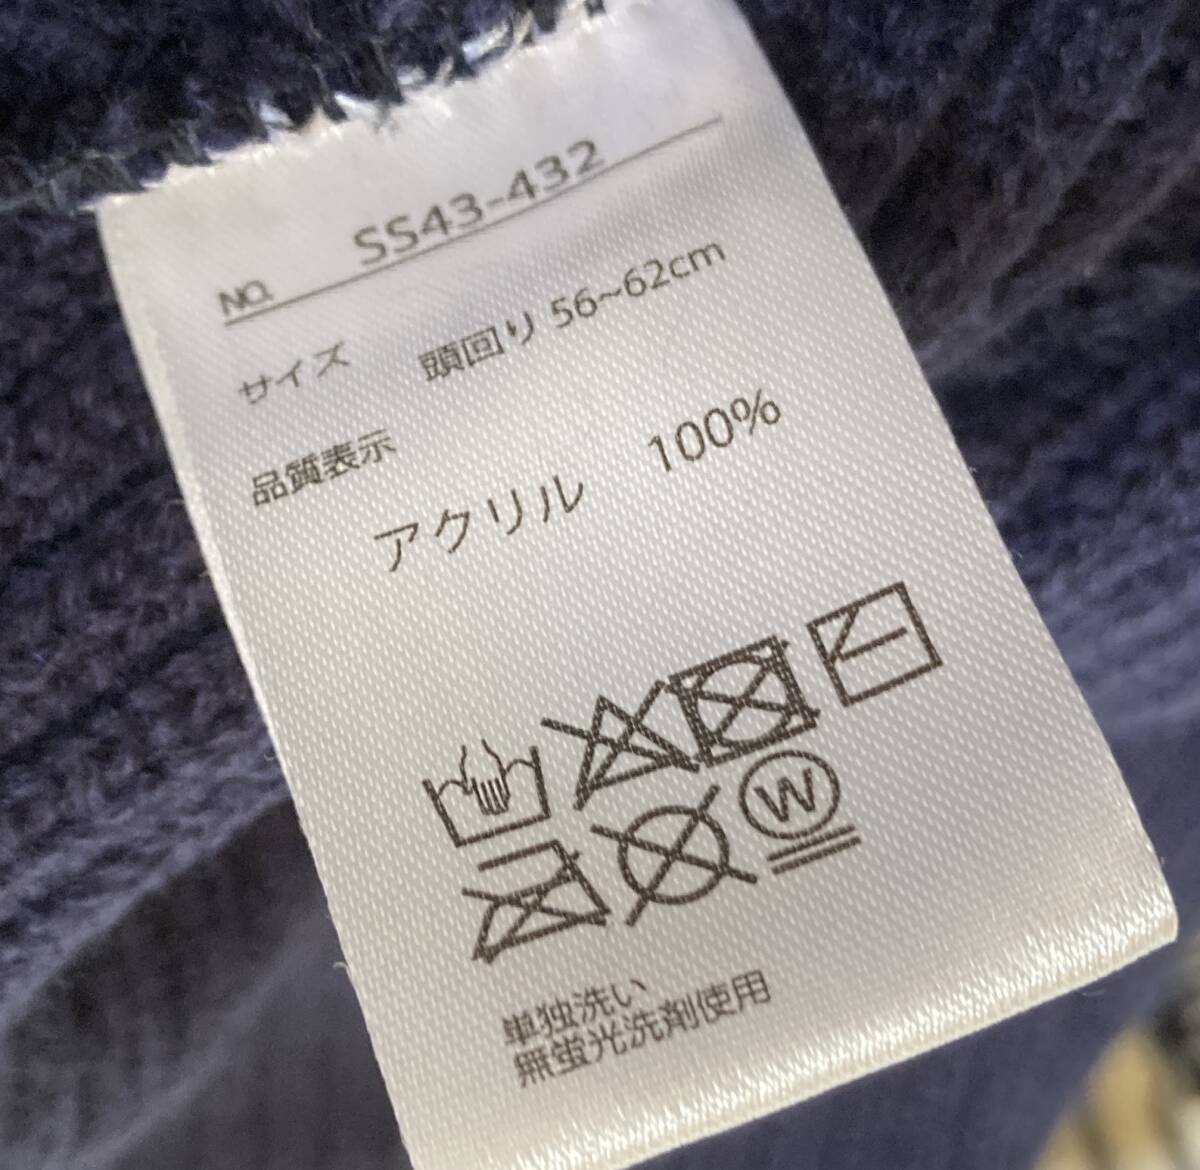 NO. SS43-432
サイズ 頭回り 56~62cm
品質表示
アクリル 100%
W
単独洗い
無蛍光洗剤使用